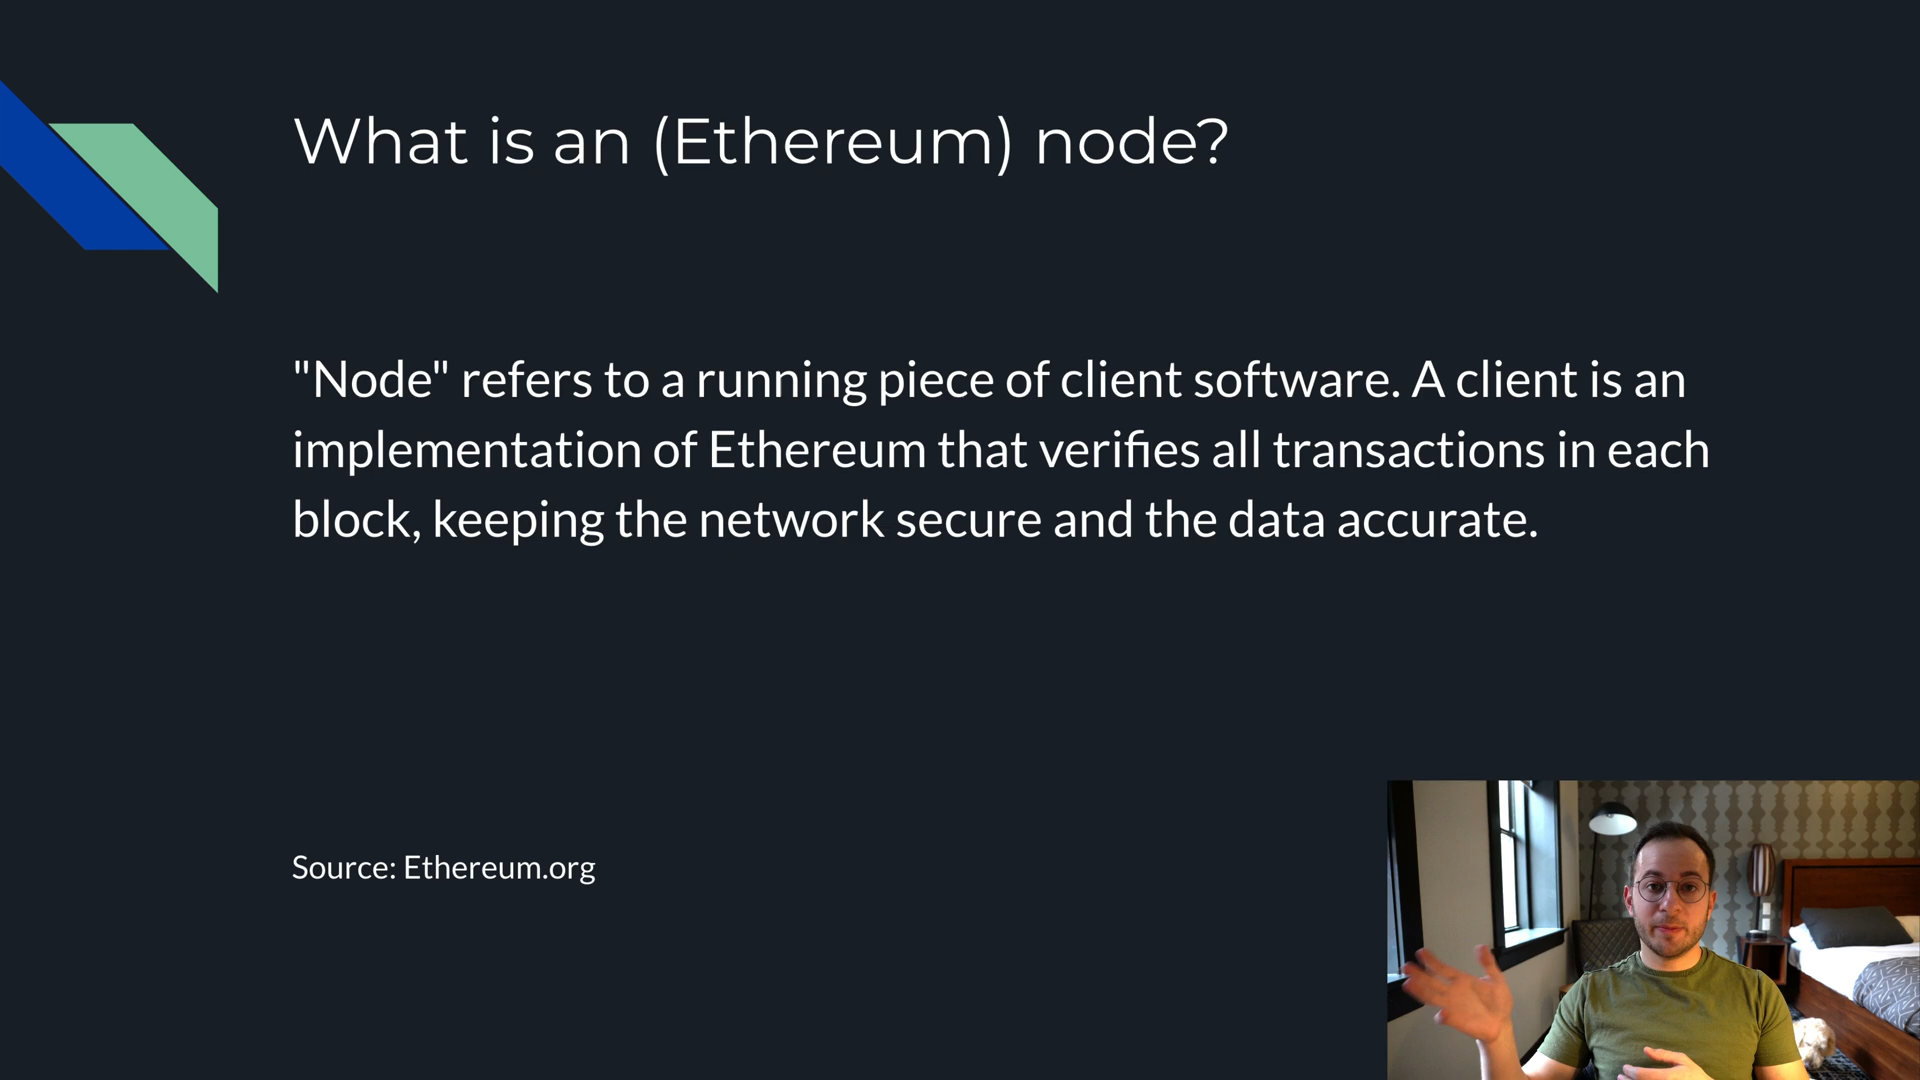 What is an (Ethereum) node?
"Node" refers to a running piece of client software. A client is an
implementation of Ethereum that verifies all transactions in each
block, keeping the network secure and the data accurate.
Source: Ethereum.org